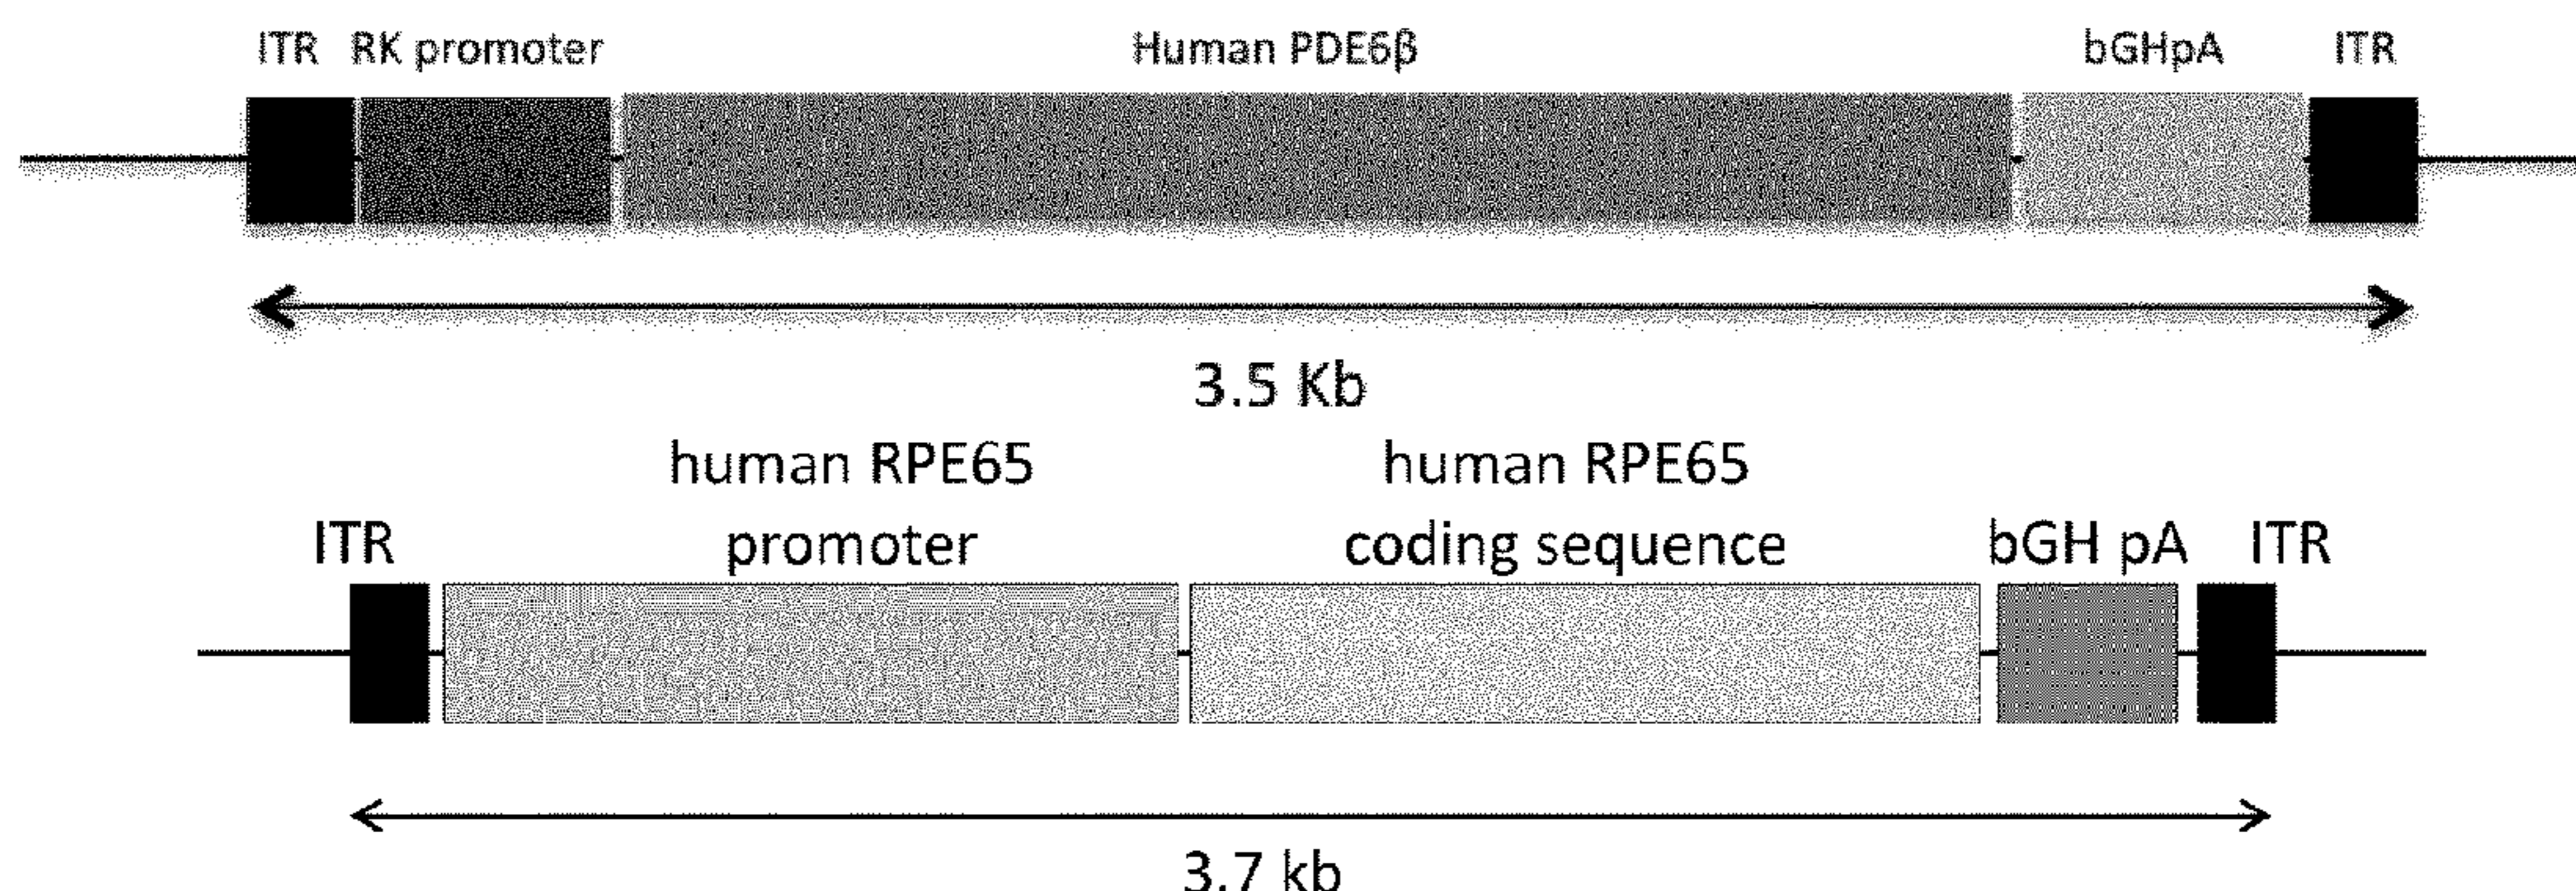 ITR RK promoter Human PDE6β bGHpA ITR
3.5 Kb
human RPE65 human RPE65
ITR promoter coding sequence bGH pA ITR
3.7 kb